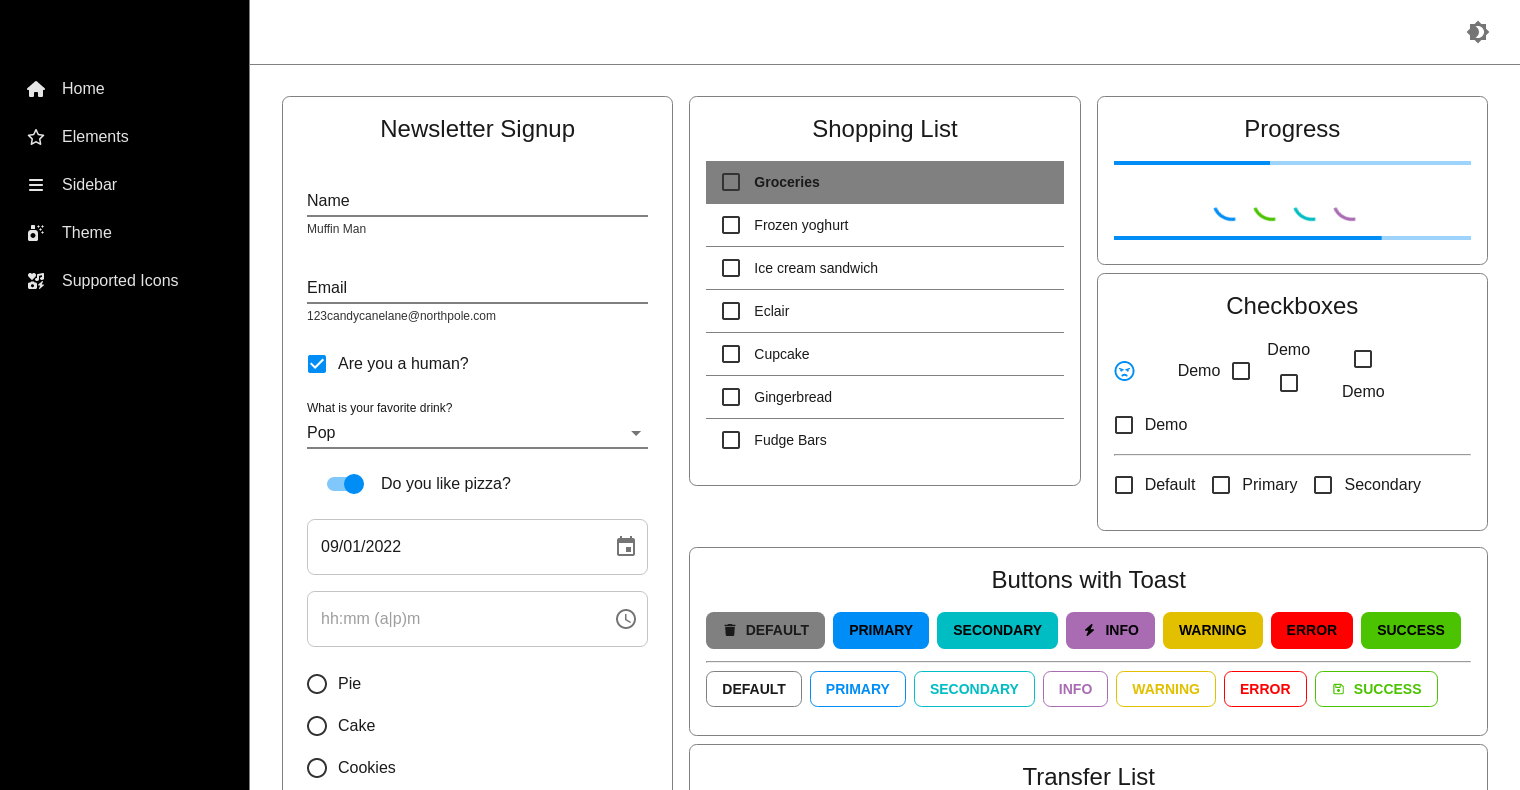 Home
Elements
Sidebar
Theme
Supported Icons
Newsletter Signup
Name
Muffin Man
Email
123candycanelane@northpole.com
Are you a human?
What is your favorite drink?
Pop
Do you like pizza?
09/01/2022
hh:mm (a|p)m
Pie
Cake
Cookies
Shopping List
Groceries
Frozen yoghurt
Ice cream sandwich
Eclair
Cupcake
Gingerbread
Fudge Bars
Progress
Checkboxes
Demo
Demo
Demo
Demo
Default Primary Secondary
Buttons with Toast
DEFAULT PRIMARY SECONDARY INFO WARNING ERROR SUCCESS
DEFAULT PRIMARY SECONDARY INFO WARNING ERROR SUCCESS
Transfer List